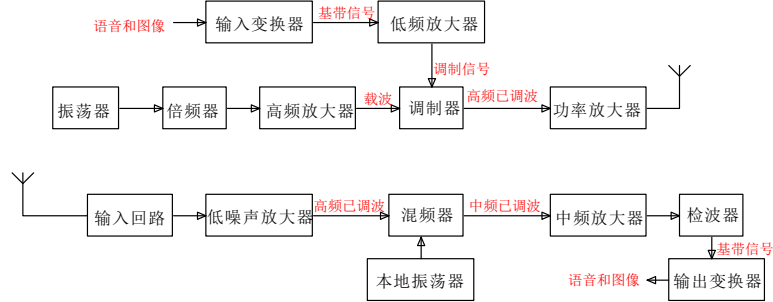 语音和图像
输入变换器
基带信号
低频放大器
调制信号
振荡器
倍频器
高频放大器
载波
调制器
高频已调波
功率放大器
输入回路
低噪声放大器
高频已调波
混频器
中频已调波
中频放大器
检波器
基带信号
本地振荡器
语音和图像
输出变换器